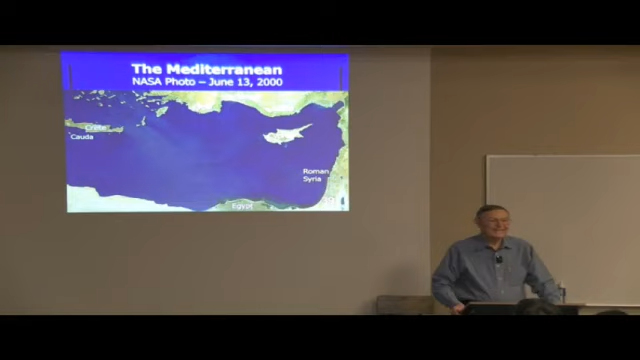 The Mediterranean
NASA Photo – June 13, 2000
Crete
Cauda
Roman
Syria
Egypt